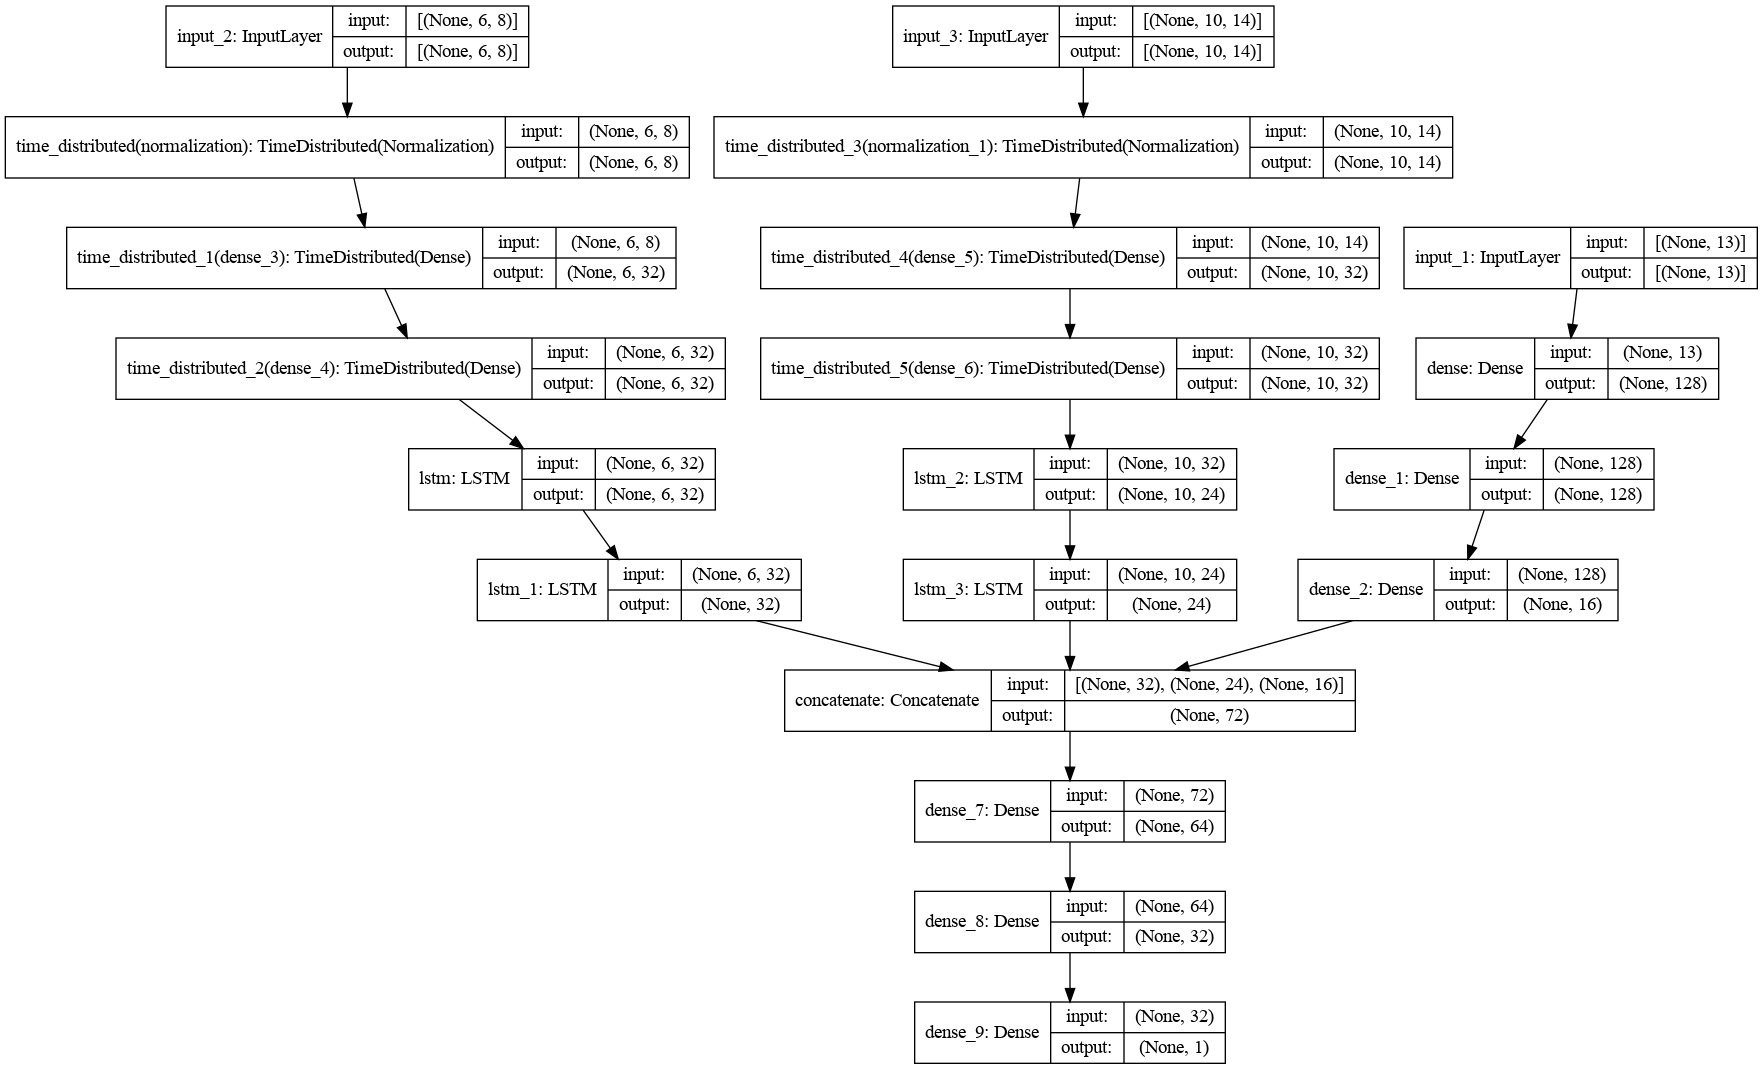 input_2: InputLayer
input: [(None, 6, 8)]
output: [(None, 6, 8)]
input_3: InputLayer
input: [(None, 10, 14)]
output: [(None, 10, 14)]
time_distributed(normalization): TimeDistributed(Normalization)
input: (None, 6, 8)
output: (None, 6, 8)
time_distributed_3(normalization_1): TimeDistributed(Normalization)
input: (None, 10, 14)
output: (None, 10, 14)
time_distributed_1(dense_3): TimeDistributed(Dense)
input: (None, 6, 8)
output: (None, 6, 32)
time_distributed_4(dense_5): TimeDistributed(Dense)
input: (None, 10, 14)
output: (None, 10, 32)
input_1: InputLayer
input: [(None, 13)]
output: [(None, 13)]
time_distributed_2(dense_4): TimeDistributed(Dense)
input: (None, 6, 32)
output: (None, 6, 32)
time_distributed_5(dense_6): TimeDistributed(Dense)
input: (None, 10, 32)
output: (None, 10, 32)
dense: Dense
input: (None, 13)
output: (None, 128)
lstm: LSTM
input: (None, 6, 32)
output: (None, 6, 32)
lstm_2: LSTM
input: (None, 10, 32)
output: (None, 10, 24)
dense_1: Dense
input: (None, 128)
output: (None, 128)
lstm_1: LSTM
input: (None, 6, 32)
output: (None, 32)
lstm_3: LSTM
input: (None, 10, 24)
output: (None, 24)
dense_2: Dense
input: (None, 128)
output: (None, 16)
concatenate: Concatenate
input: [(None, 32), (None, 24), (None, 16)]
output: (None, 72)
dense_7: Dense
input: (None, 72)
output: (None, 64)
dense_8: Dense
input: (None, 64)
output: (None, 32)
dense_9: Dense
input: (None, 32)
output: (None, 1)